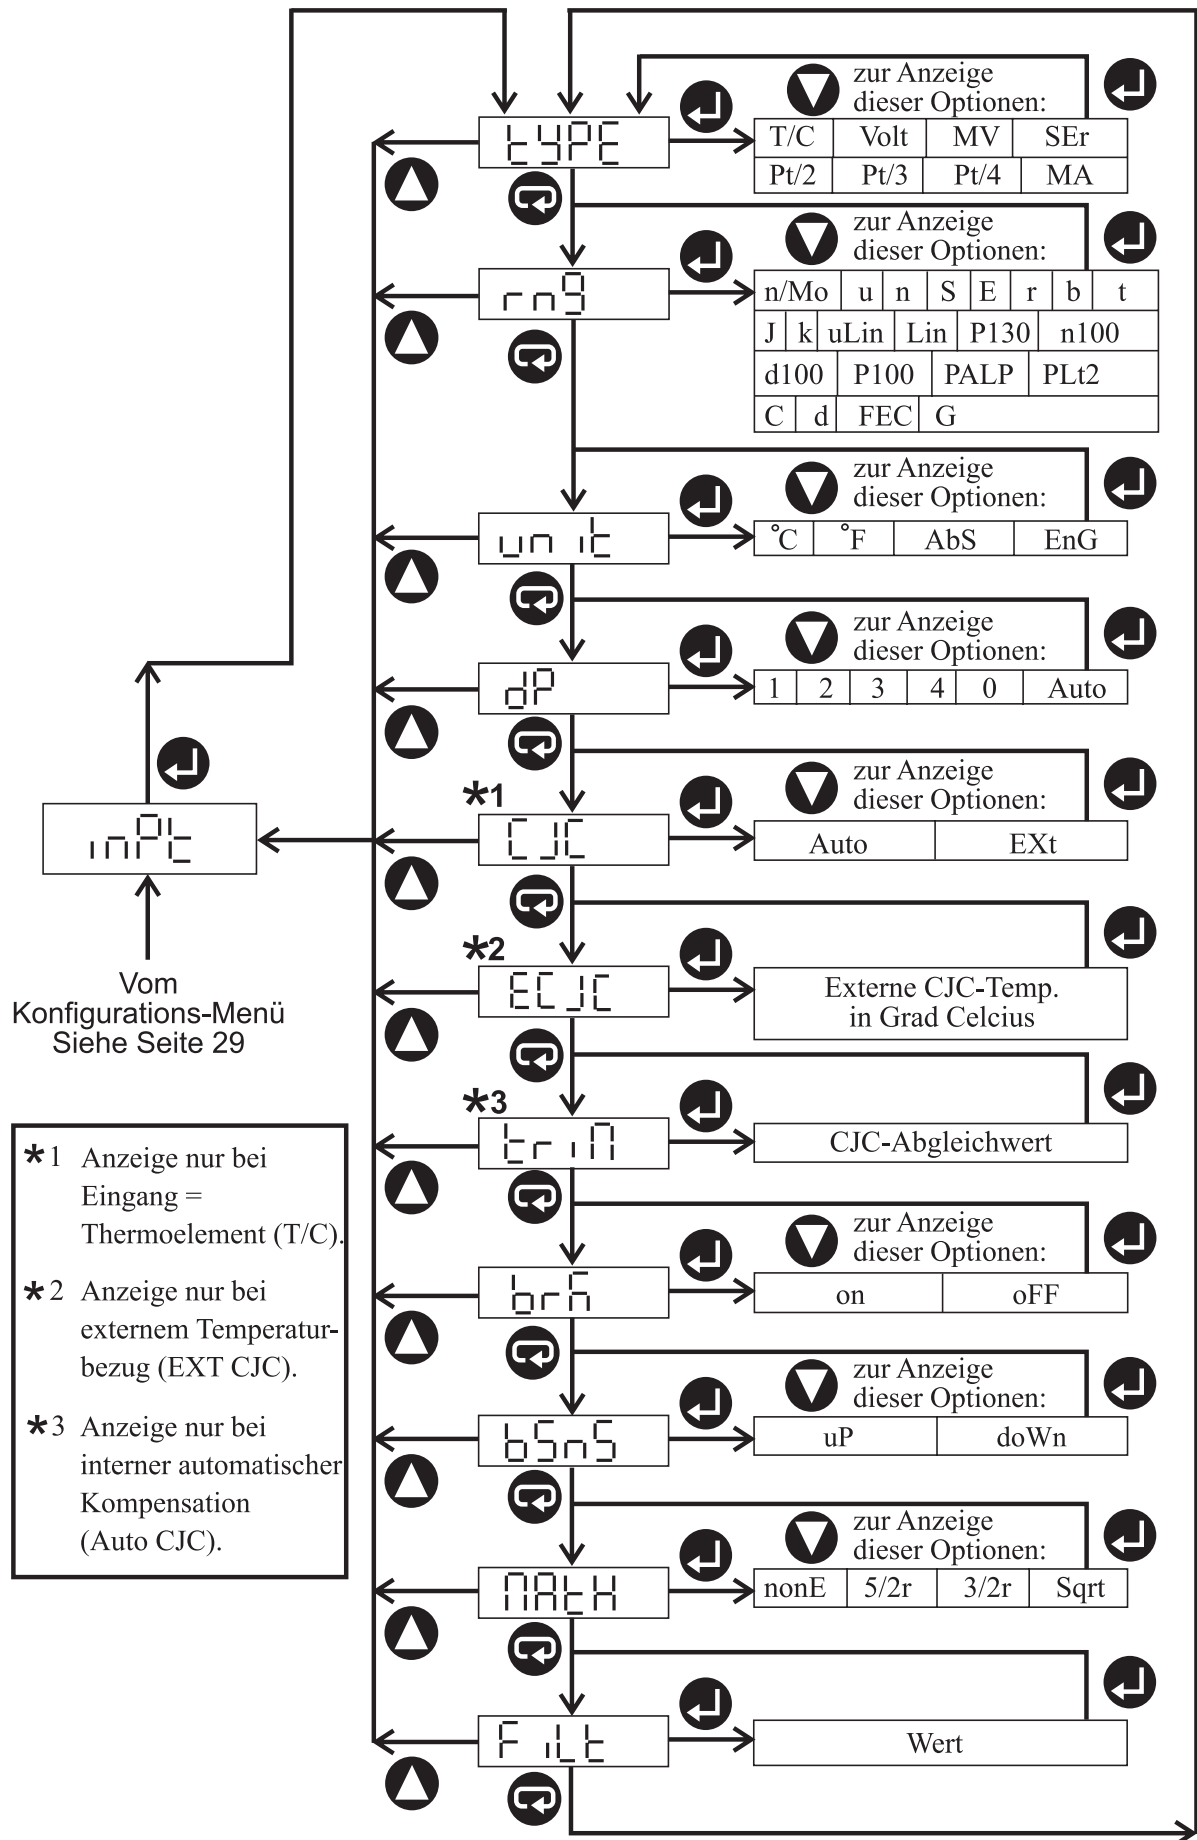 zur Anzeige
dieser Optionen:
tYPE
T/C Volt MV SEr
Pt/2 Pt/3 Pt/4 MA
zur Anzeige
dieser Optionen:
rng
n/Mo u n S E r b t
J k uLin Lin P130 n100
d100 P100 PALP PLt2
C d FEC G
zur Anzeige
dieser Optionen:
unit
°C °F AbS EnG
zur Anzeige
dieser Optionen:
dP
1 2 3 4 0 Auto
zur Anzeige
dieser Optionen:
*1
CJC
Auto EXt
inPt
Vom
Konfigurations-Menü
Siehe Seite 29
*2
ECJC
Externe CJC-Temp.
in Grad Celcius
*3
triM
CJC-Abgleichwert
*1 Anzeige nur bei
Eingang =
Thermoelement (T/C).
*2 Anzeige nur bei
externem Temperatur-
bezug (EXT CJC).
*3 Anzeige nur bei
interner automatischer
Kompensation
(Auto CJC).
zur Anzeige
dieser Optionen:
brK
on oFF
zur Anzeige
dieser Optionen:
bSnS
uP doWn
zur Anzeige
dieser Optionen:
MAtH
nonE 5/2r 3/2r Sqrt
FiLt
Wert